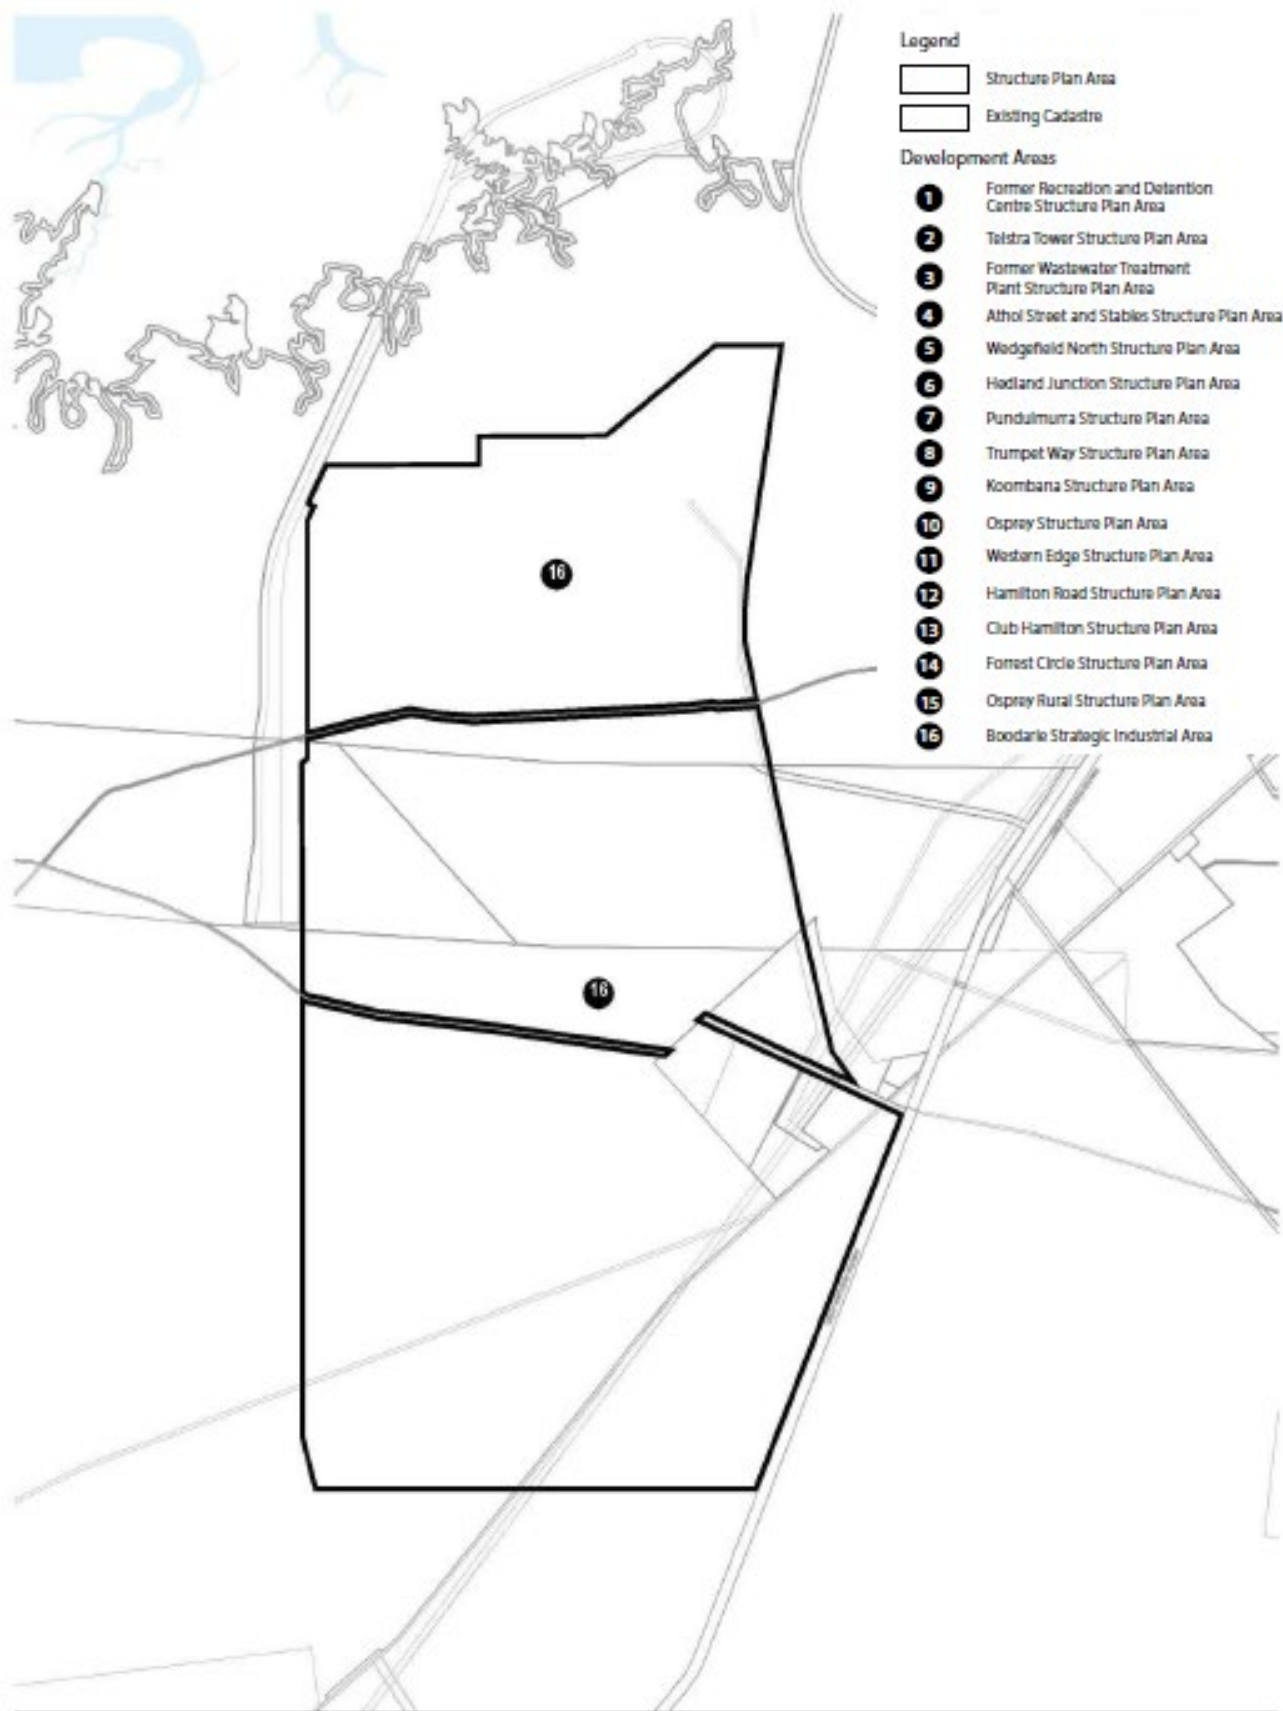 Legend
Structure Plan Area
Existing Cadastre
Development Areas
1 Former Recreation and Detention
Centre Structure Plan Area
2 Telstra Tower Structure Plan Area
3 Former Wastewater Treatment
Plant Structure Plan Area
4 Athol Street and Stables Structure Plan Area
5 Wedgefield North Structure Plan Area
6 Hedland Junction Structure Plan Area
7 Pundulmurra Structure Plan Area
8 Trumpet Way Structure Plan Area
9 Koombana Structure Plan Area
10 Osprey Structure Plan Area
11 Western Edge Structure Plan Area
12 Hamilton Road Structure Plan Area
13 Club Hamilton Structure Plan Area
14 Forrest Circle Structure Plan Area
15 Osprey Rural Structure Plan Area
16 Boodarie Strategic Industrial Area
16
16